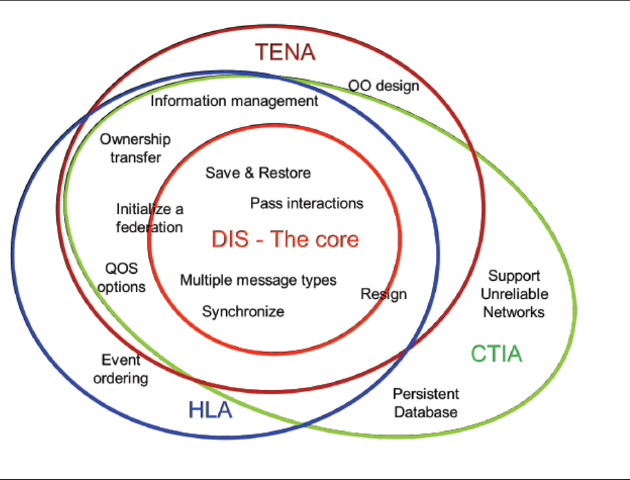 TENA
OO design
Information management
Ownership
transfer
Save & Restore
Pass interactions
Initialize a
federation
DIS - The core
QOS
options
Multiple message types
Resign
Synchronize
Support
Unreliable
Networks
CTIA
Event
ordering
HLA
Persistent
Database